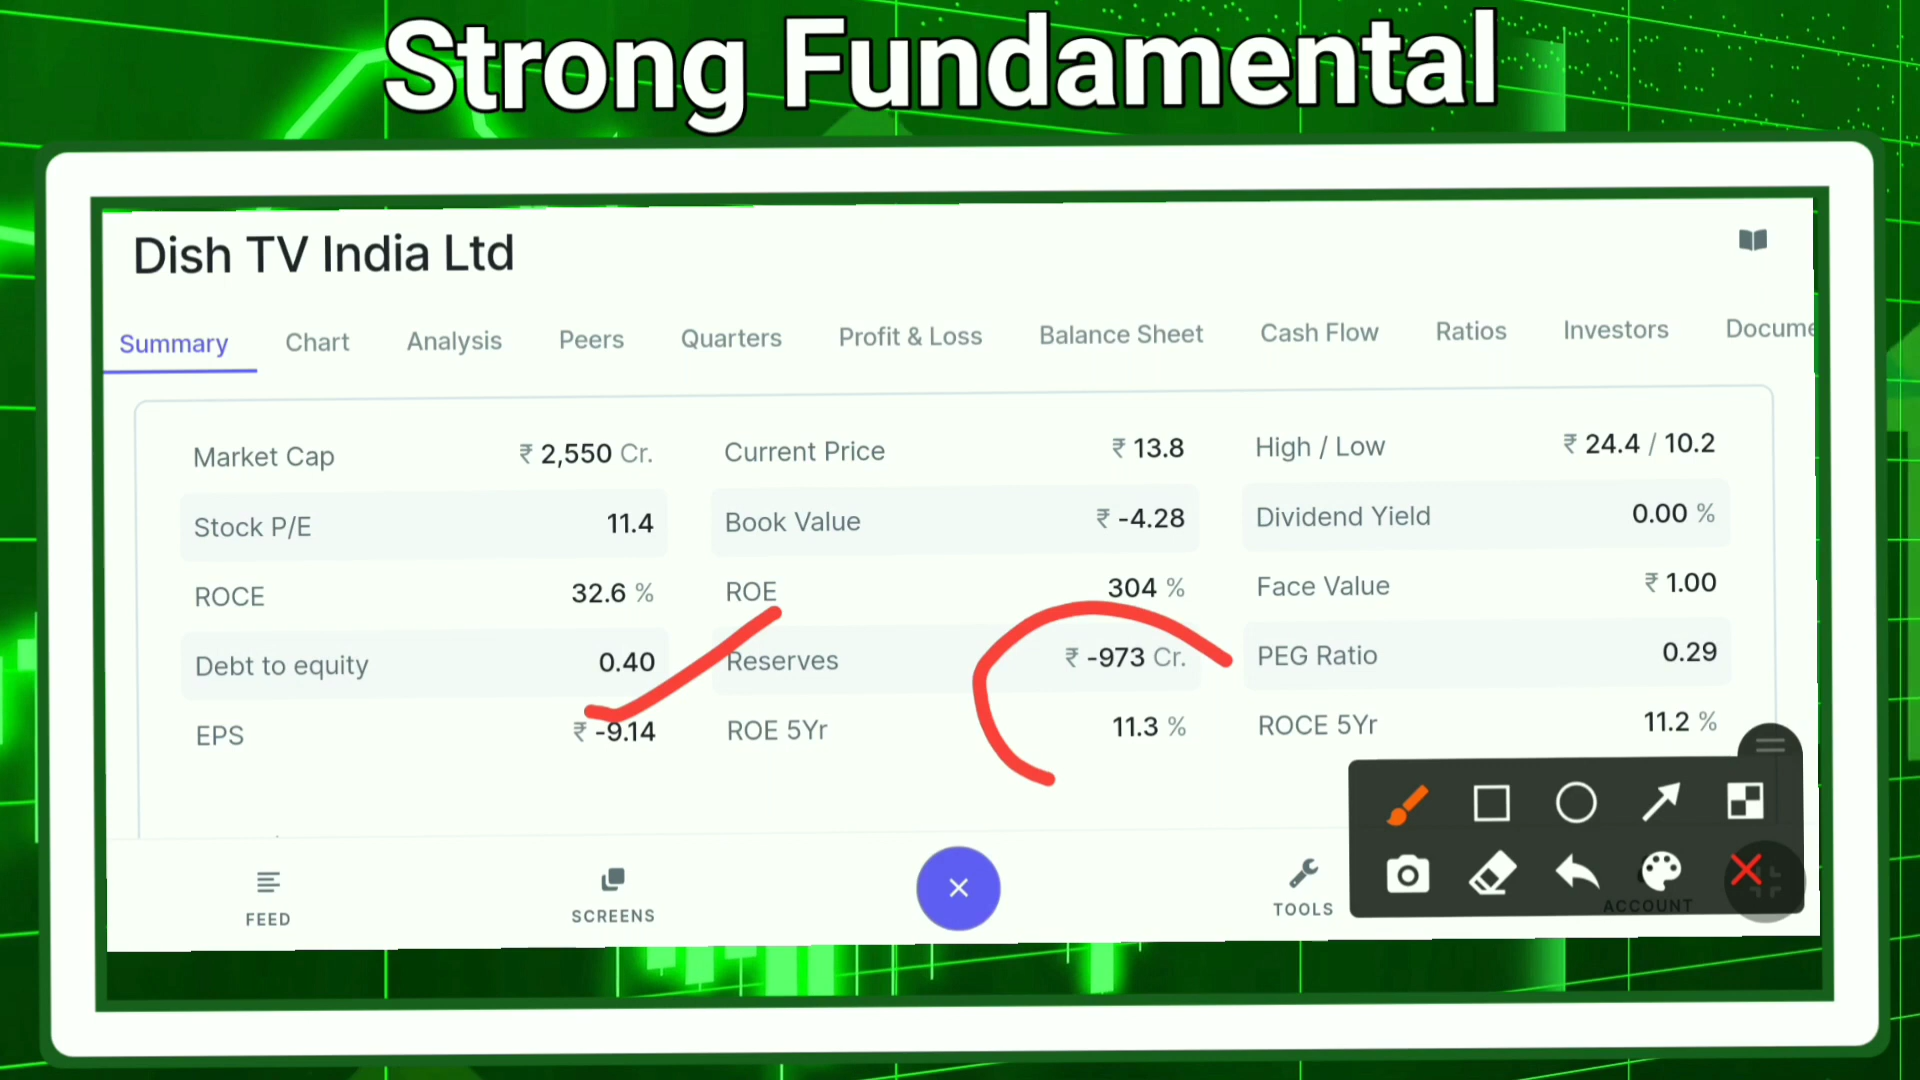 Strong Fundamental
Dish TV India Ltd
Summary Chart Analysis Peers Quarters Profit & Loss Balance Sheet Cash Flow Ratios Investors Docume
Market Cap ₹ 2,550 Cr. Current Price ₹ 13.8 High / Low ₹ 24.4 / 10.2
Stock P/E 11.4 Book Value ₹ -4.28 Dividend Yield 0.00 %
ROCE 32.6 % ROE 304 % Face Value ₹ 1.00
Debt to equity 0.40 Reserves ₹ -973 Cr. PEG Ratio 0.29
EPS ₹ -9.14 ROE 5Yr 11.3 % ROCE 5Yr 11.2 %
FEED SCREENS TOOLS ACCOUNT